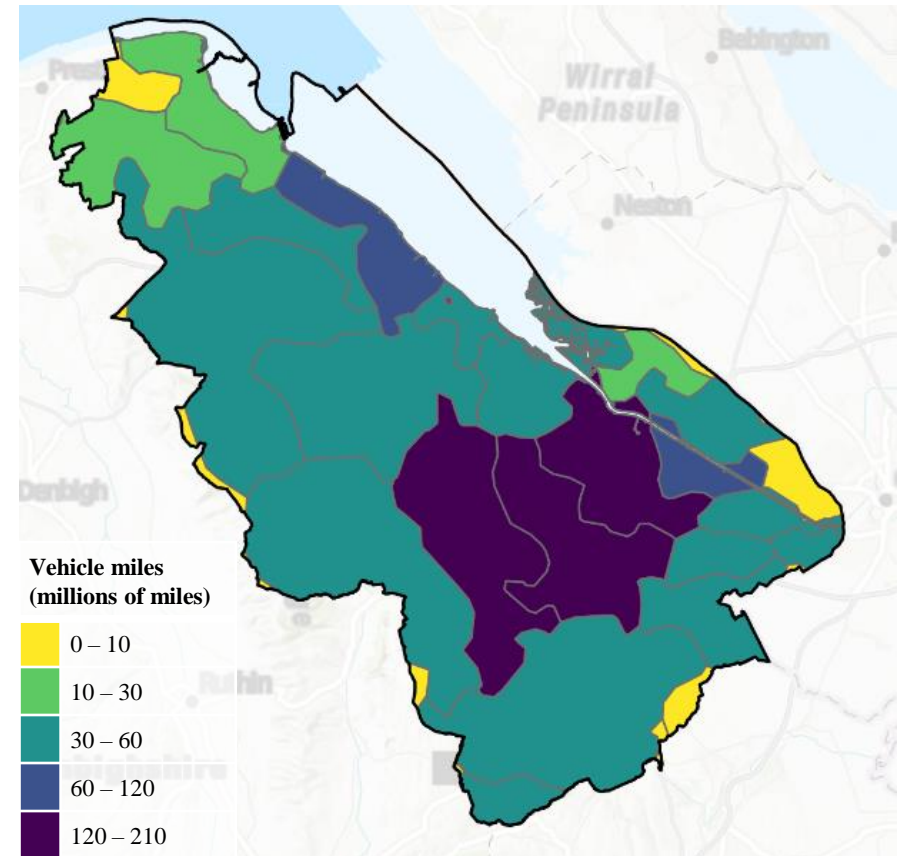 Bebington
Wirral
Peninsula
Neston
Denbigh
Ruthin
Vehicle miles
(millions of miles)
0 – 10
10 – 30
30 – 60
60 – 120
120 – 210